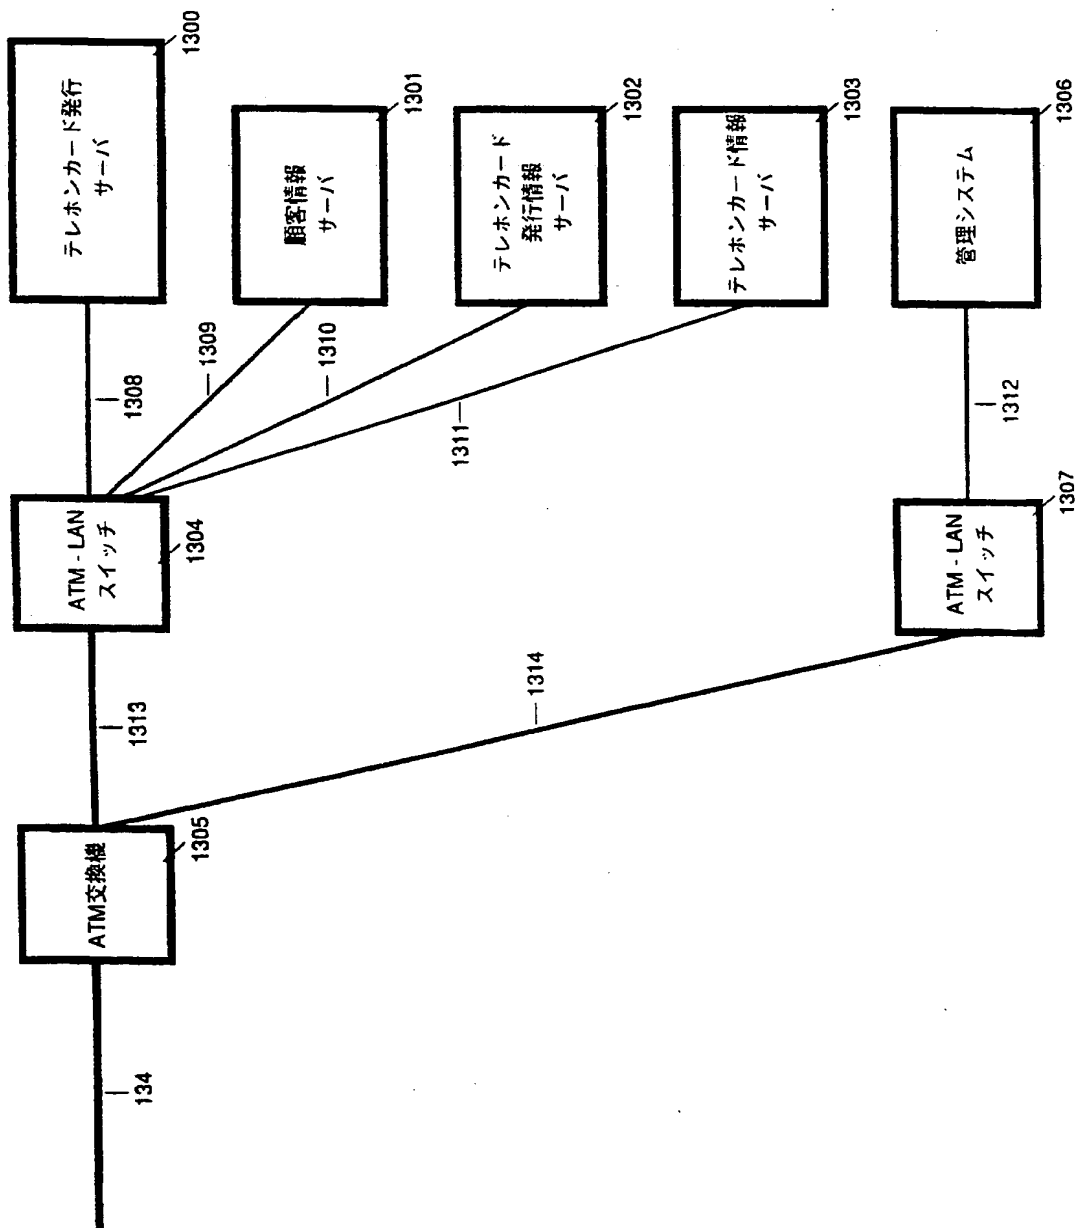 テレホンカード発行
サーバ
1300
顧客情報
サーバ
1301
テレホンカード
発行情報
サーバ
1302
テレホンカード情報
サーバ
1303
管理システム
1306
1308
1309
1310
1311
1312
ATM - LAN
スイッチ
1304
ATM - LAN
スイッチ
1307
1313
1314
ATM交換機
1305
134